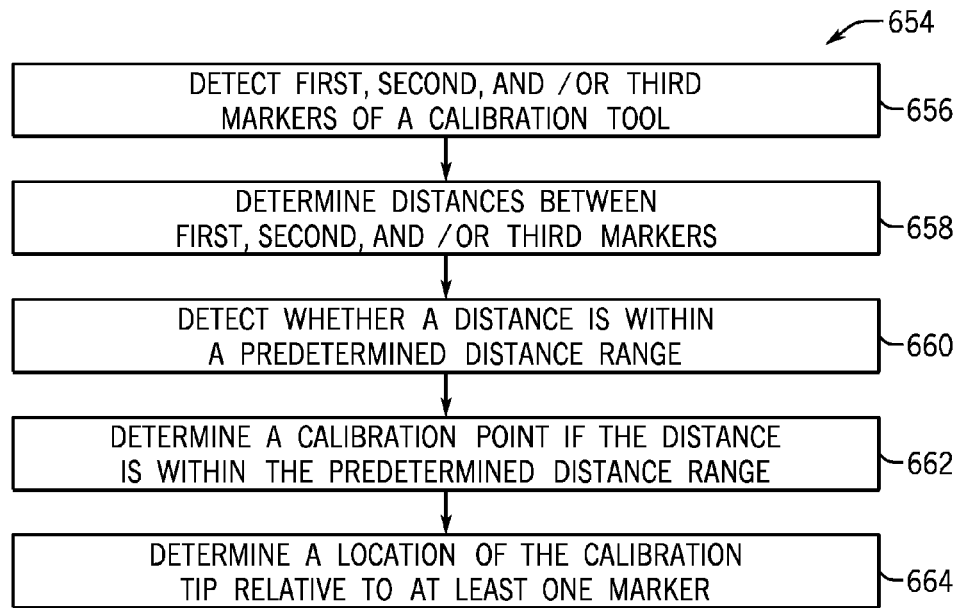 654
DETECT FIRST, SECOND, AND /OR THIRD
MARKERS OF A CALIBRATION TOOL
656
DETERMINE DISTANCES BETWEEN
FIRST, SECOND, AND /OR THIRD MARKERS
658
DETECT WHETHER A DISTANCE IS WITHIN
A PREDETERMINED DISTANCE RANGE
660
DETERMINE A CALIBRATION POINT IF THE DISTANCE
IS WITHIN THE PREDETERMINED DISTANCE RANGE
662
DETERMINE A LOCATION OF THE CALIBRATION
TIP RELATIVE TO AT LEAST ONE MARKER
664